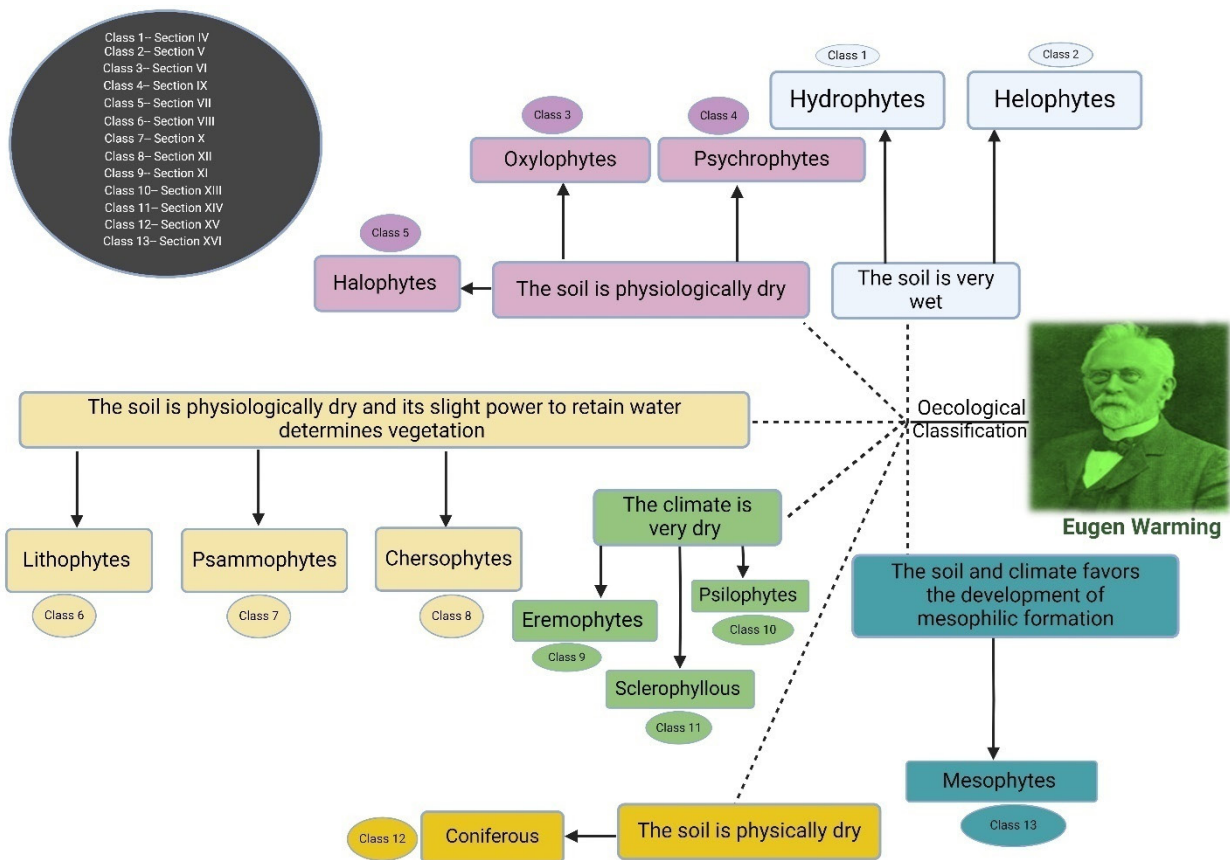 Class 1-- Section IV
Class 2-- Section V
Class 3-- Section VI
Class 4-- Section IX
Class 5-- Section VII
Class 6-- Section VIII
Class 7-- Section X
Class 8-- Section XII
Class 9-- Section XI
Class 10-- Section XIII
Class 11-- Section XIV
Class 12-- Section XV
Class 13-- Section XVI
Class 1
Hydrophytes
Class 2
Helophytes
Class 3
Oxylophytes
Class 4
Psychrophytes
Class 5
Halophytes
The soil is physiologically dry
The soil is very
wet
Oecological
Classification
Eugen Warming
The soil is physiologically dry and its slight power to retain water
determines vegetation
Lithophytes
Class 6
Psammophytes
Class 7
Chersophytes
Class 8
The climate is
very dry
Eremophytes
Class 9
Psilophytes
Class 10
Sclerophyllous
Class 11
The soil and climate favors
the development of
mesophilic formation
Mesophytes
Class 13
Class 12
Coniferous
The soil is physically dry